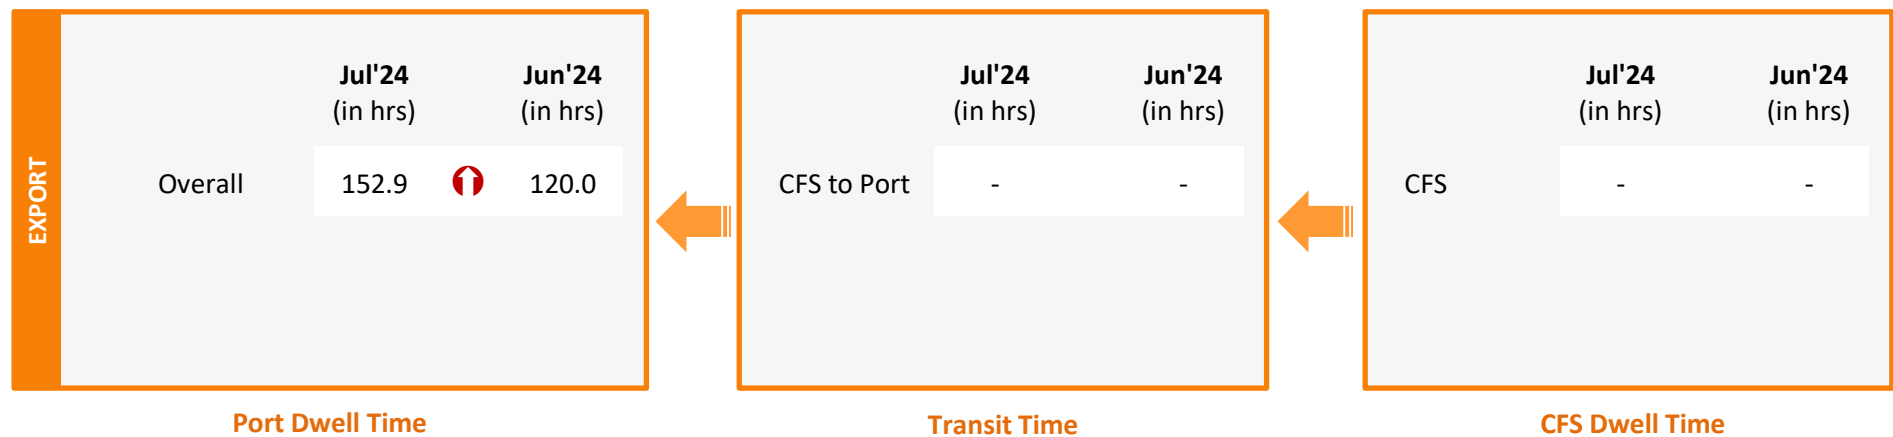 EXPORT
Jul'24 Jun'24
(in hrs) (in hrs)
Overall 152.9 120.0
Port Dwell Time
Jul'24 Jun'24
(in hrs) (in hrs)
CFS to Port - -
Transit Time
Jul'24 Jun'24
(in hrs) (in hrs)
CFS - -
CFS Dwell Time